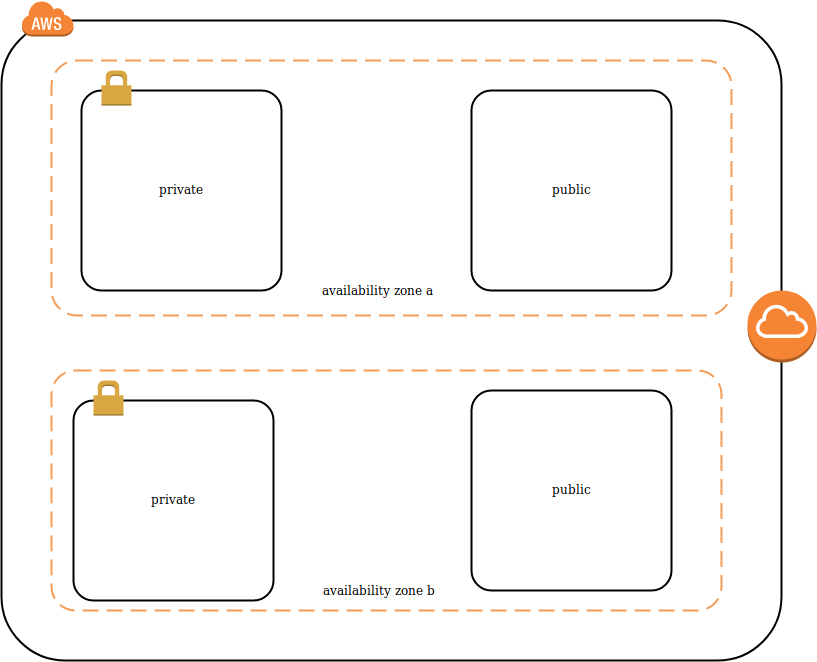 AWS
private
public
availability zone a
private
public
availability zone b